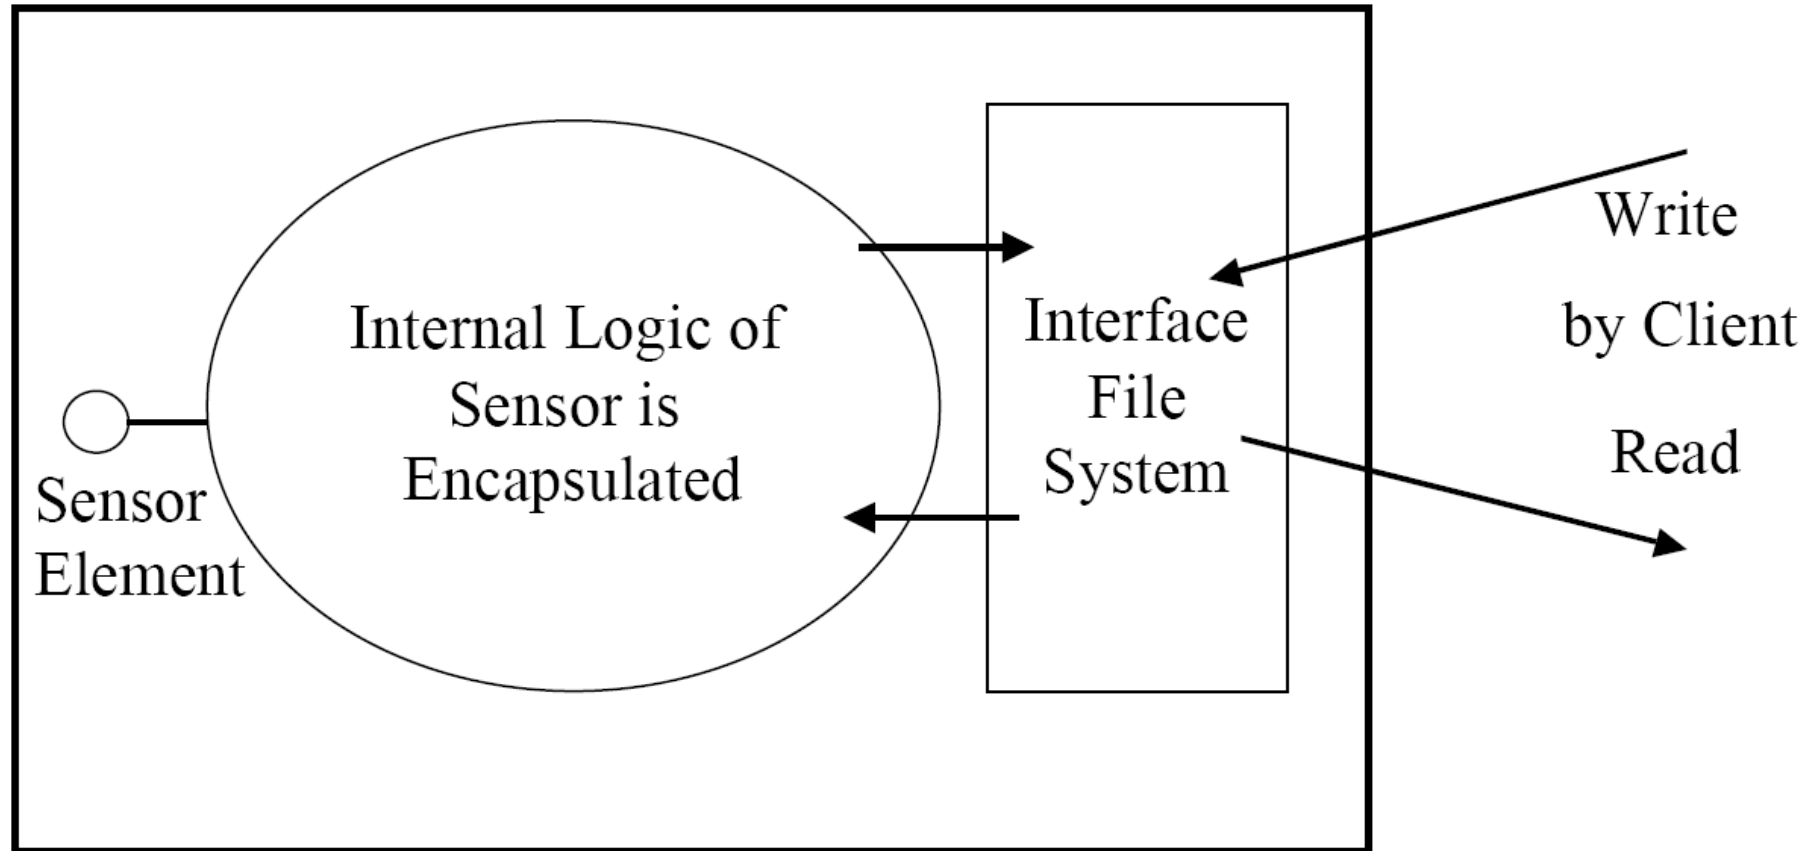 Sensor
Element
Internal Logic of
Sensor is
Encapsulated
Interface
File
System
Write
by Client
Read